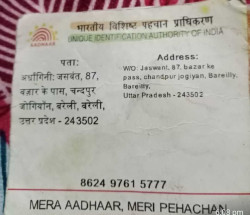 भारतीय विशिष्ट पहचान प्राधिकरण
AADHAAR
UNIQUE IDENTIFICATION AUTHORITY OF INDIA
पता:
अर्धांगिनी: जसवंत, 87,
बजार के पास, चन्दपुर
जोगियॉन, बरेली, बरेली,
उत्तर प्रदेश - 243502
Address:
W/O: Jaswant, 87, bazar ke
pass, chandpur jogiyan, Bareilly,
Bareilly,
Uttar Pradesh - 243502
8624 9761 5777
MERA AADHAAR, MERI PEHACHAN